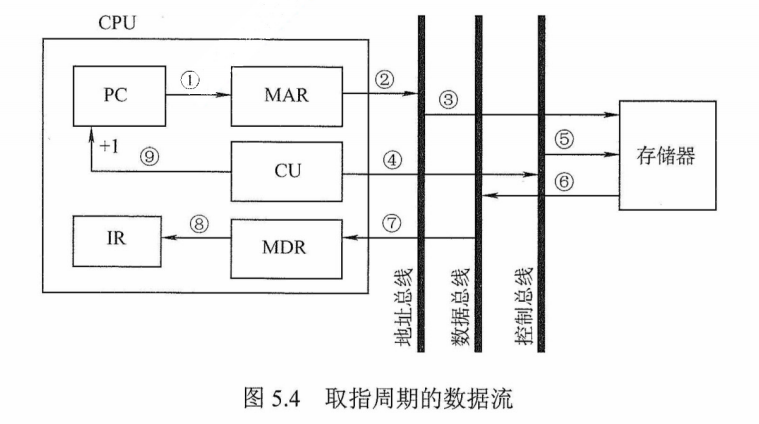 CPU
PC
①
MAR
②
③
④
⑤
⑥
存储器
+1
⑨
CU
IR
⑧
MDR
⑦
地址总线
数据总线
控制总线
图 5.4 取指周期的数据流